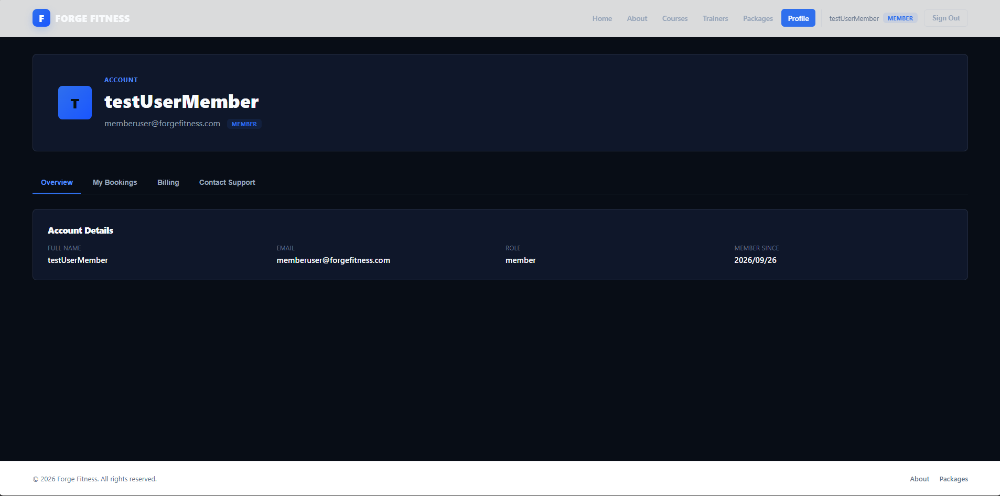 F FORGE FITNESS Home About Courses Trainers Packages Profile testUserMember MEMBER Sign Out
ACCOUNT
T
testUserMember
memberuser@forgefitness.com MEMBER
Overview My Bookings Billing Contact Support
Account Details
FULL NAME EMAIL ROLE MEMBER SINCE
testUserMember memberuser@forgefitness.com member 2026/09/26
© 2026 Forge Fitness. All rights reserved. About Packages